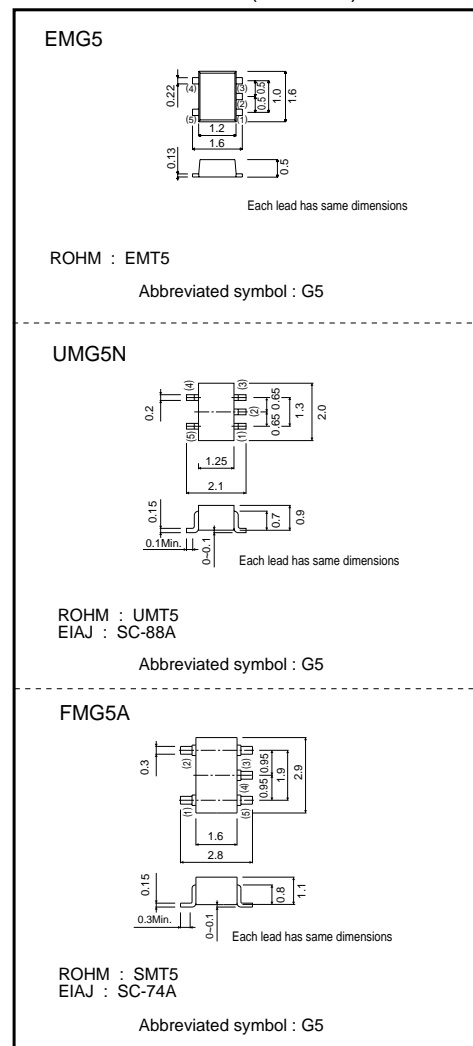 EMG5
0.22
(4)
(3)
(2)
(5)
(1)
0.5
0.5
1.0
1.6
1.2
1.6
0.13
0.5
Each lead has same dimensions
ROHM : EMT5
Abbreviated symbol : G5
UMG5N
0.2
(4)
(3)
(2)
(5)
(1)
0.65
0.65
1.3
2.0
1.25
2.1
0.15
0.1Min.
0~0.1
0.7
0.9
Each lead has same dimensions
ROHM : UMT5
EIAJ : SC-88A
Abbreviated symbol : G5
FMG5A
0.3
(2)
(3)
(4)
(1)
(5)
0.95
0.95
1.9
2.9
1.6
2.8
0.15
0.3Min.
0~0.1
0.8
1.1
Each lead has same dimensions
ROHM : SMT5
EIAJ : SC-74A
Abbreviated symbol : G5